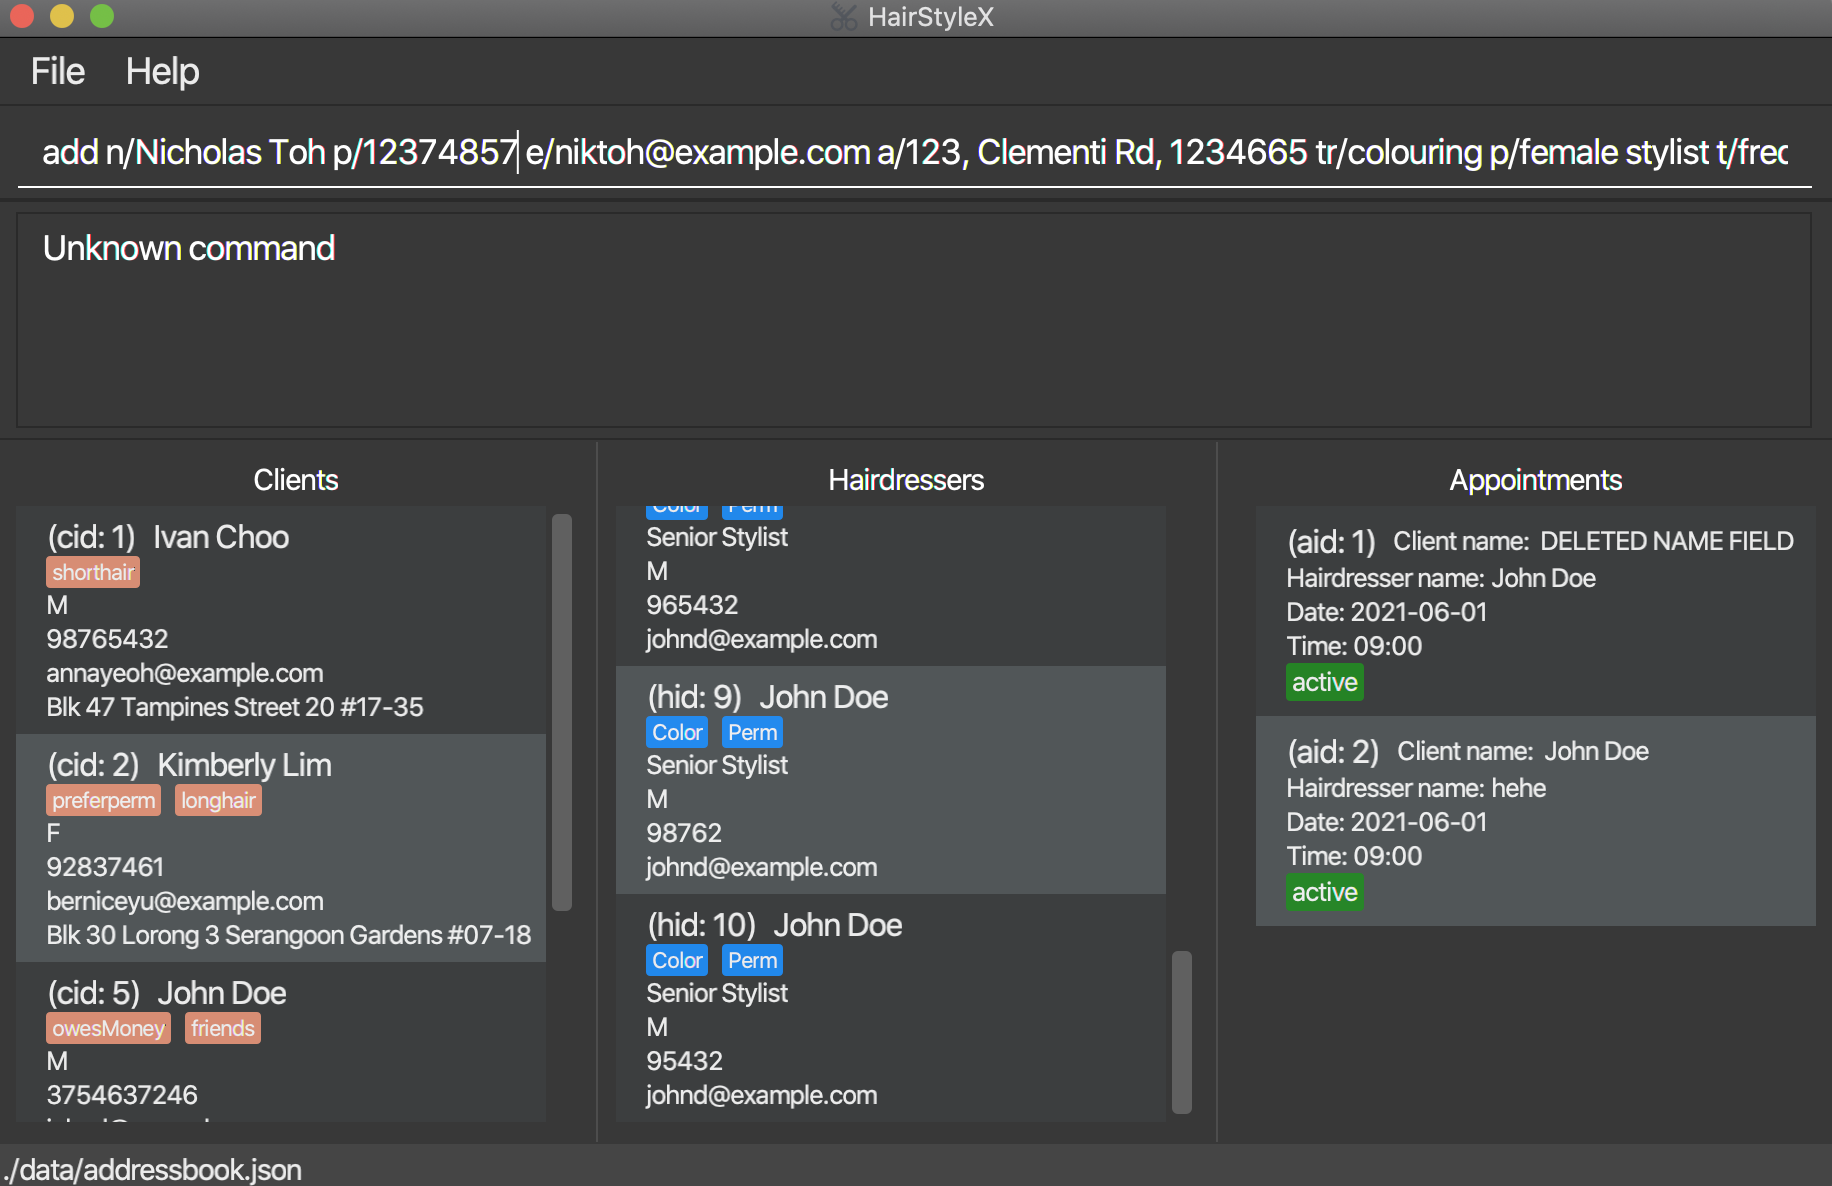 HairStyleX
File Help
add n/Nicholas Toh p/12374857 e/niktoh@example.com a/123, Clementi Rd, 1234665 tr/colouring p/female stylist
Unknown command
Clients
(cid: 1) Ivan Choo
shorthair
M
98765432
annayeoh@example.com
Blk 47 Tampines Street 20 #17-35
(cid: 2) Kimberly Lim
preferperm longhair
F
92837461
berniceyu@example.com
Blk 30 Lorong 3 Serangoon Gardens #07-18
(cid: 5) John Doe
owesMoney friends
M
3754637246
Hairdressers
Color Perm
Senior Stylist
M
965432
johnd@example.com
(hid: 9) John Doe
Color Perm
Senior Stylist
M
98762
johnd@example.com
(hid: 10) John Doe
Color Perm
Senior Stylist
M
95432
johnd@example.com
Appointments
(aid: 1) Client name: DELETED NAME FIELD
Hairdresser name: John Doe
Date: 2021-06-01
Time: 09:00
active
(aid: 2) Client name: John Doe
Hairdresser name: hehe
Date: 2021-06-01
Time: 09:00
active
./data/addressbook.json